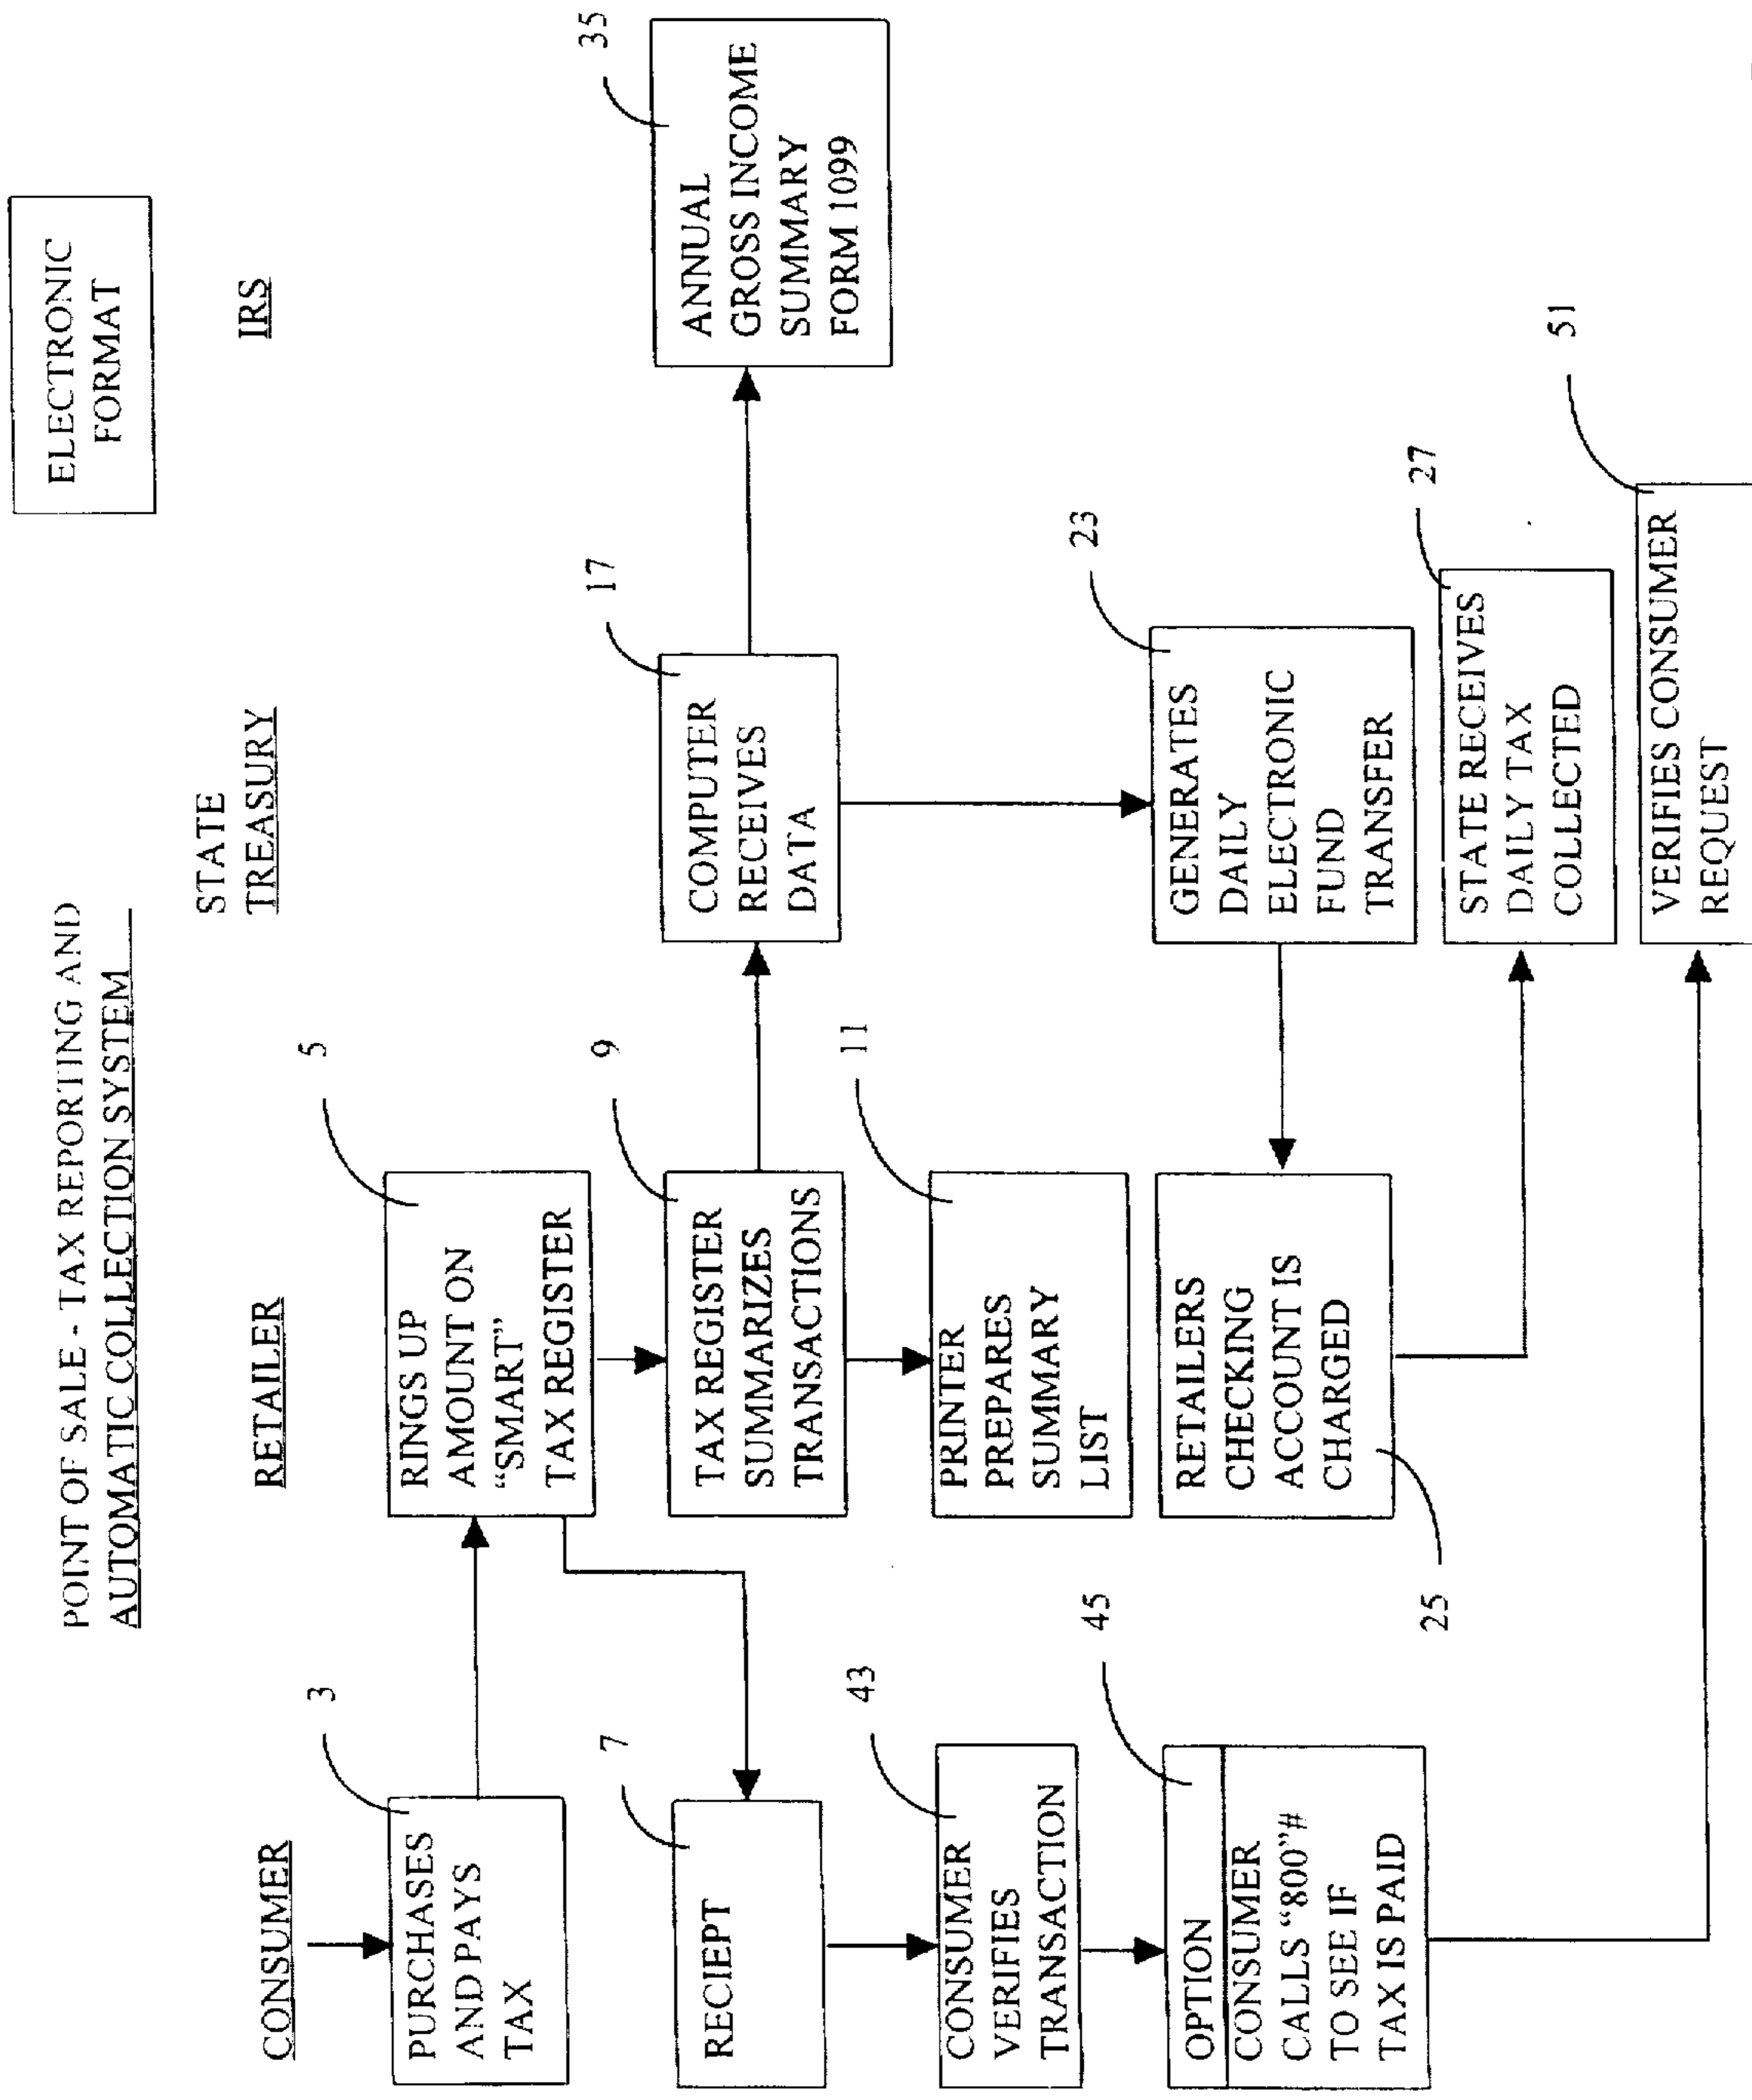 ELECTRONIC
FORMAT
POINT OF SALE - TAX REPORTING AND
AUTOMATIC COLLECTION SYSTEM
CONSUMER
RETAILER
STATE
TREASURY
IRS
3
PURCHASES
AND PAYS
TAX
5
RINGS UP
AMOUNT ON
“SMART”
TAX REGISTER
7
RECIEPT
9
TAX REGISTER
SUMMARIZES
TRANSACTIONS
17
COMPUTER
RECEIVES
DATA
35
ANNUAL
GROSS INCOME
SUMMARY
FORM 1099
43
CONSUMER
VERIFIES
TRANSACTION
11
PRINTER
PREPARES
SUMMARY
LIST
45
OPTION
CONSUMER
CALLS “800”#
TO SEE IF
TAX IS PAID
RETAILERS
CHECKING
ACCOUNT IS
CHARGED
25
23
GENERATES
DAILY
ELECTRONIC
FUND
TRANSFER
27
STATE RECEIVES
DAILY TAX
COLLECTED
51
VERIFIES CONSUMER
REQUEST